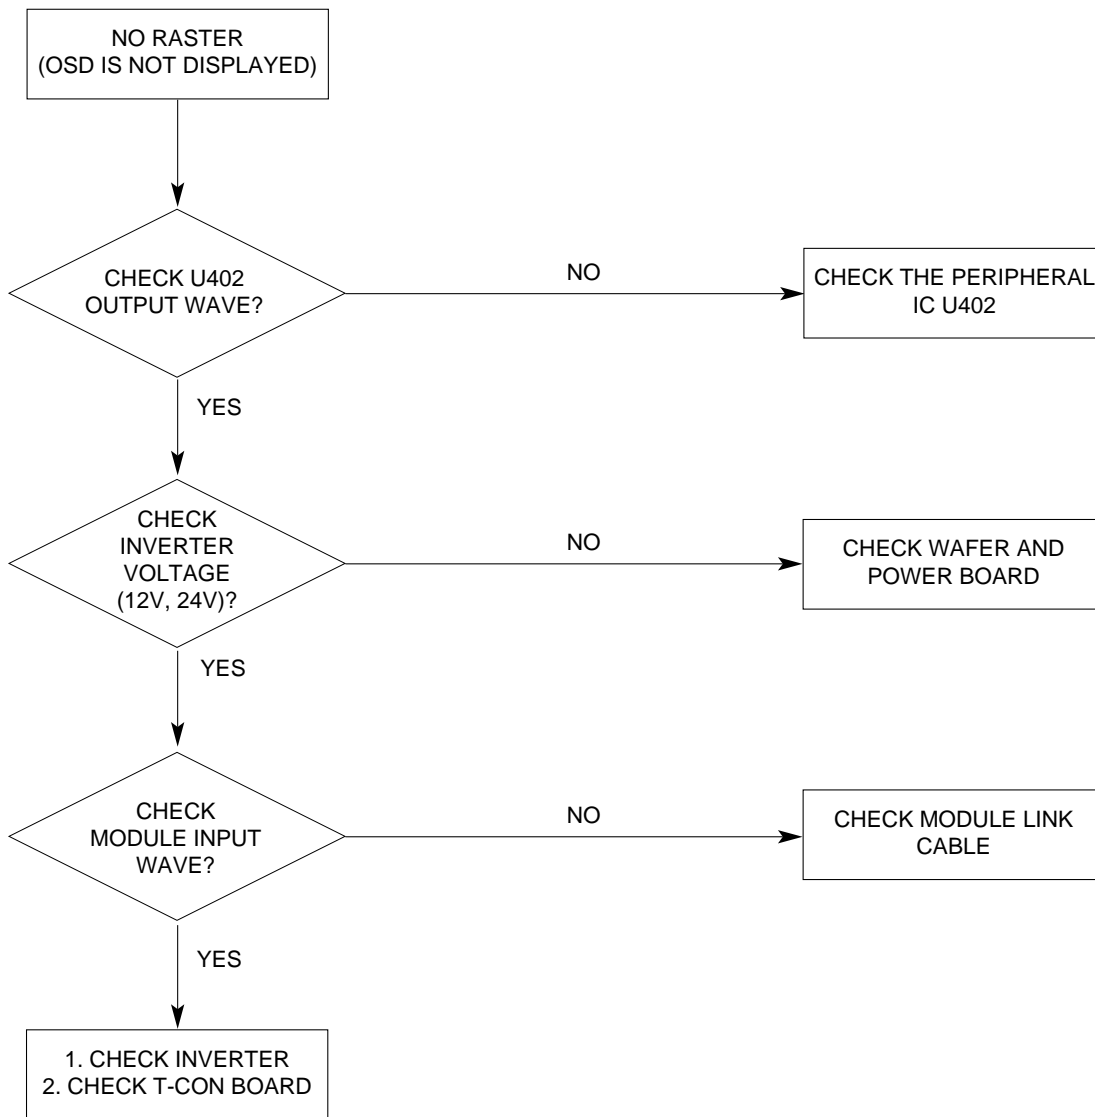 NO RASTER
(OSD IS NOT DISPLAYED)
CHECK U402
OUTPUT WAVE?
NO
CHECK THE PERIPHERAL
IC U402
YES
CHECK
INVERTER
VOLTAGE
(12V, 24V)?
NO
CHECK WAFER AND
POWER BOARD
YES
CHECK
MODULE INPUT
WAVE?
NO
CHECK MODULE LINK
CABLE
YES
1. CHECK INVERTER
2. CHECK T-CON BOARD